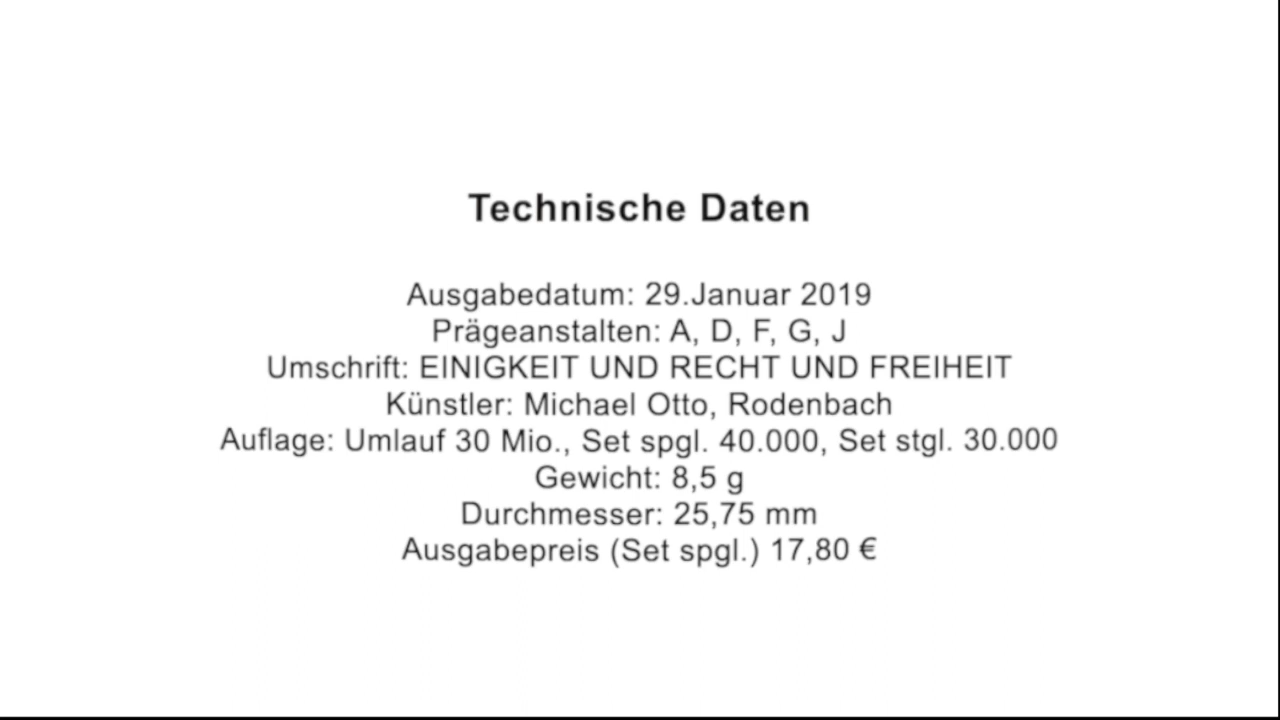 Technische Daten
Ausgabedatum: 29.Januar 2019
Prägeanstalten: A, D, F, G, J
Umschrift: EINIGKEIT UND RECHT UND FREIHEIT
Künstler: Michael Otto, Rodenbach
Auflage: Umlauf 30 Mio., Set spgl. 40.000, Set stgl. 30.000
Gewicht: 8,5 g
Durchmesser: 25,75 mm
Ausgabepreis (Set spgl.) 17,80 €